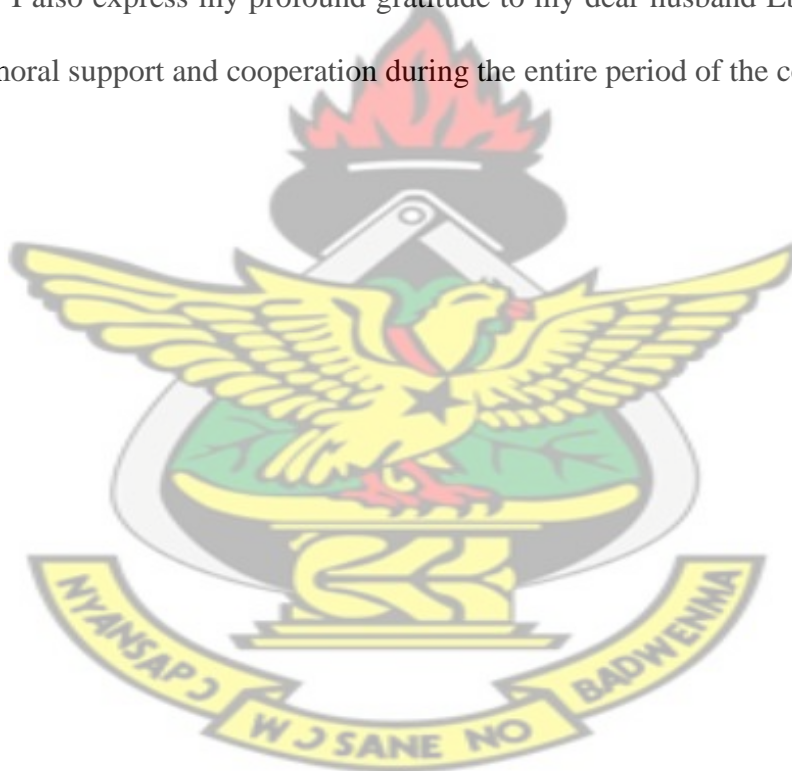 I also express my profound gratitude to my dear husband
moral support and cooperation during the entire period of the
NYANSAPƆ
WƆSANE NO
BADWENMA